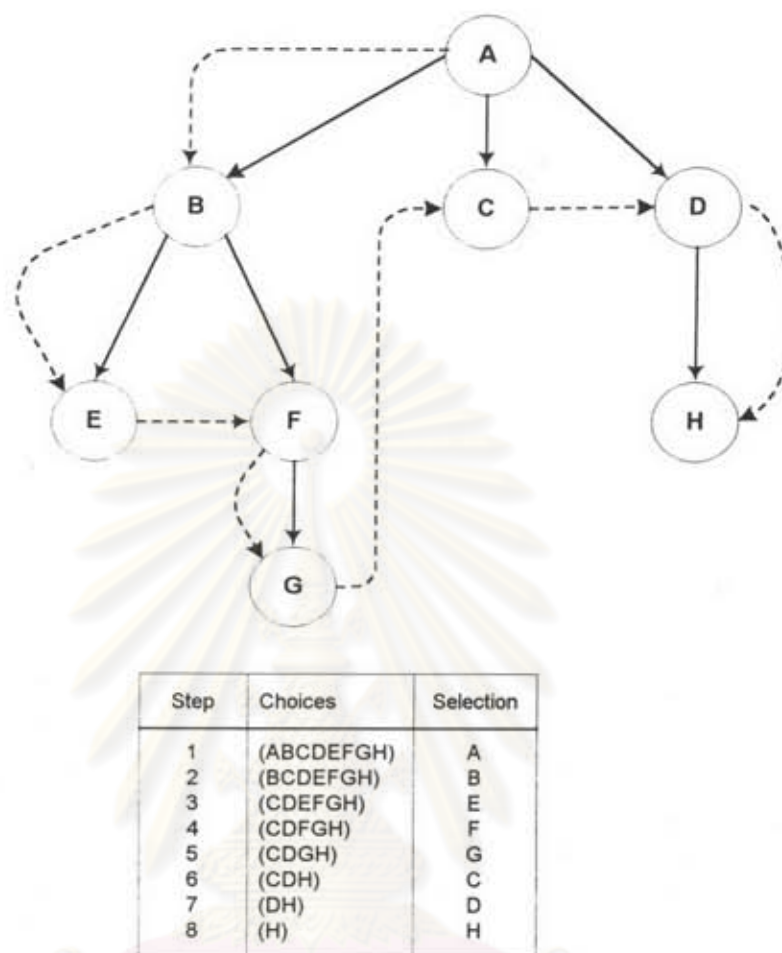 A
B
C
D
E
F
H
G
Step Choices Selection
1 (ABCDEFGH) A
2 (BCDEFGH) B
3 (CDEFGH) E
4 (CDFGH) F
5 (CDGH) G
6 (CDH) C
7 (DH) D
8 (H) H